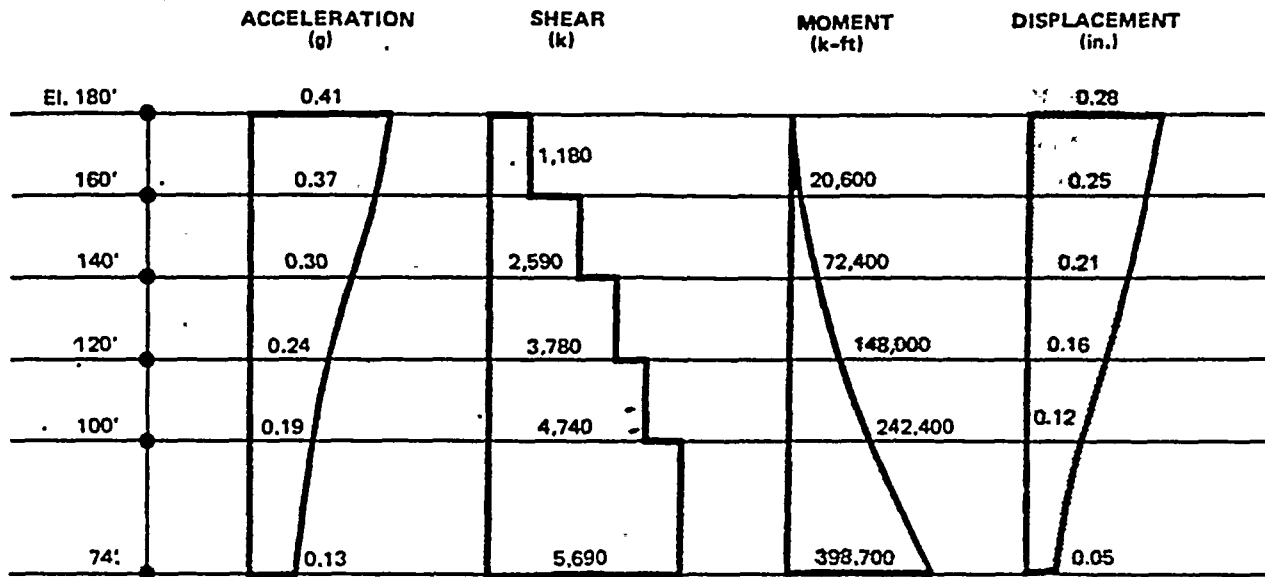 ACCELERATION SHEAR MOMENT DISPLACEMENT
(g) (k) (k-ft) (in.)
El. 180' 0.41 0.28
1,180
160' 0.37 20,600 0.25
140' 0.30 2,590 72,400 0.21
120' 0.24 3,780 148,000 0.16
100' 0.19 4,740 242,400 0.12
74' 0.13 5,690 398,700 0.05